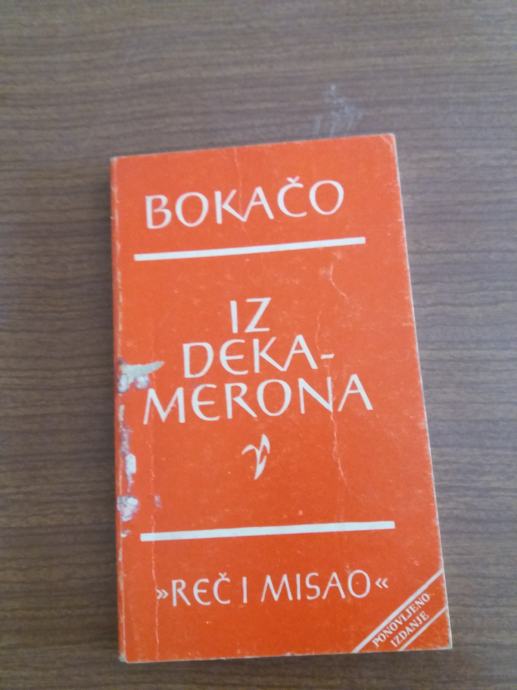 BOKAČO
IZ
DEKA-
MERONA
»REČ I MISAO«
PONOVLJENO
IZDANJE